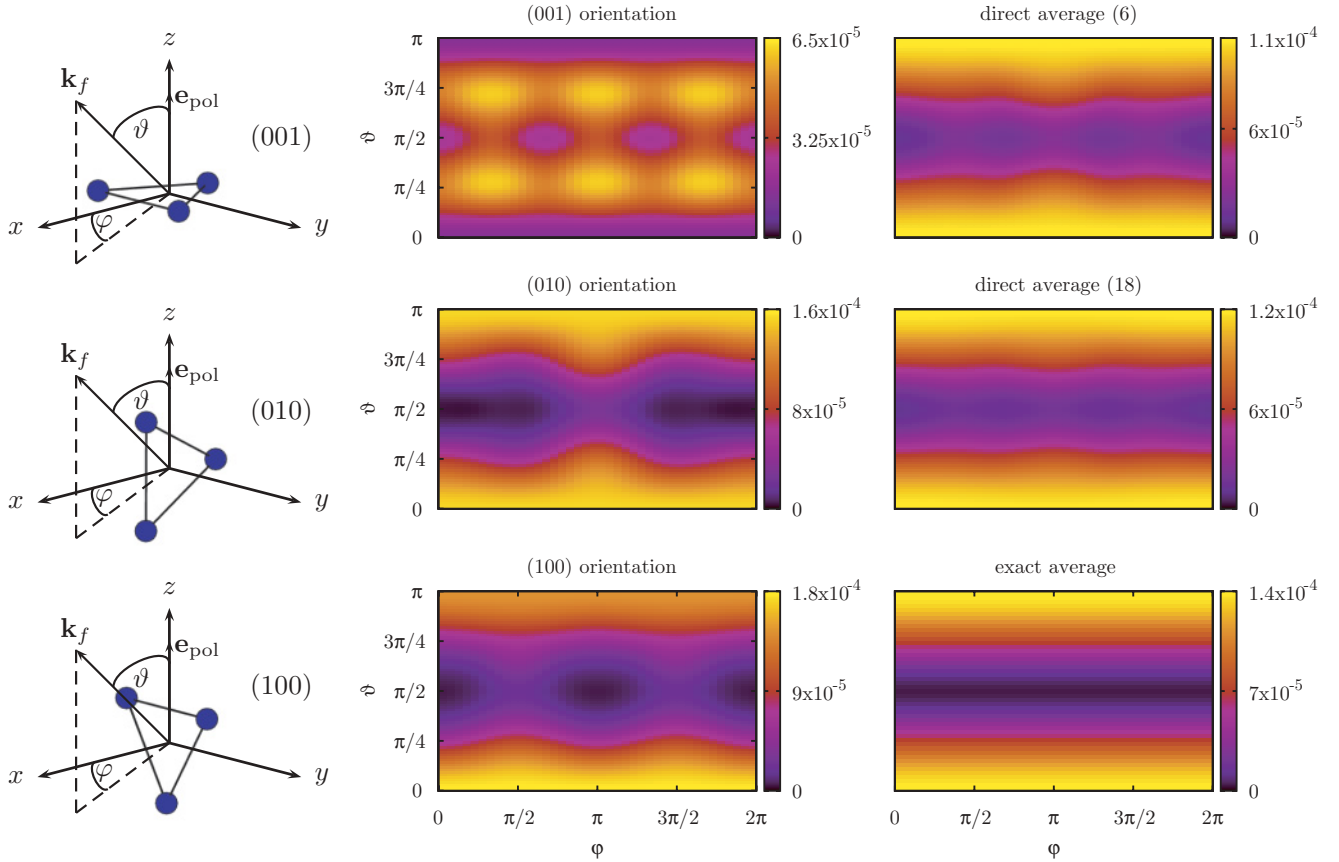 (001) orientation
direct average (6)
z
k_f
e_pol
ϑ
(001)
x
φ
y
π
3π/4
π/2
π/4
0
ϑ
6.5x10⁻⁵
3.25x10⁻⁵
0
1.1x10⁻⁴
6x10⁻⁵
0
(010) orientation
direct average (18)
z
k_f
e_pol
ϑ
(010)
x
φ
y
π
3π/4
π/2
π/4
0
ϑ
1.6x10⁻⁴
8x10⁻⁵
0
1.2x10⁻⁴
6x10⁻⁵
0
(100) orientation
exact average
z
k_f
e_pol
ϑ
(100)
x
φ
y
π
3π/4
π/2
π/4
0
ϑ
1.8x10⁻⁴
9x10⁻⁵
0
1.4x10⁻⁴
7x10⁻⁵
0
0 π/2 π 3π/2 2π
φ
0 π/2 π 3π/2 2π
φ